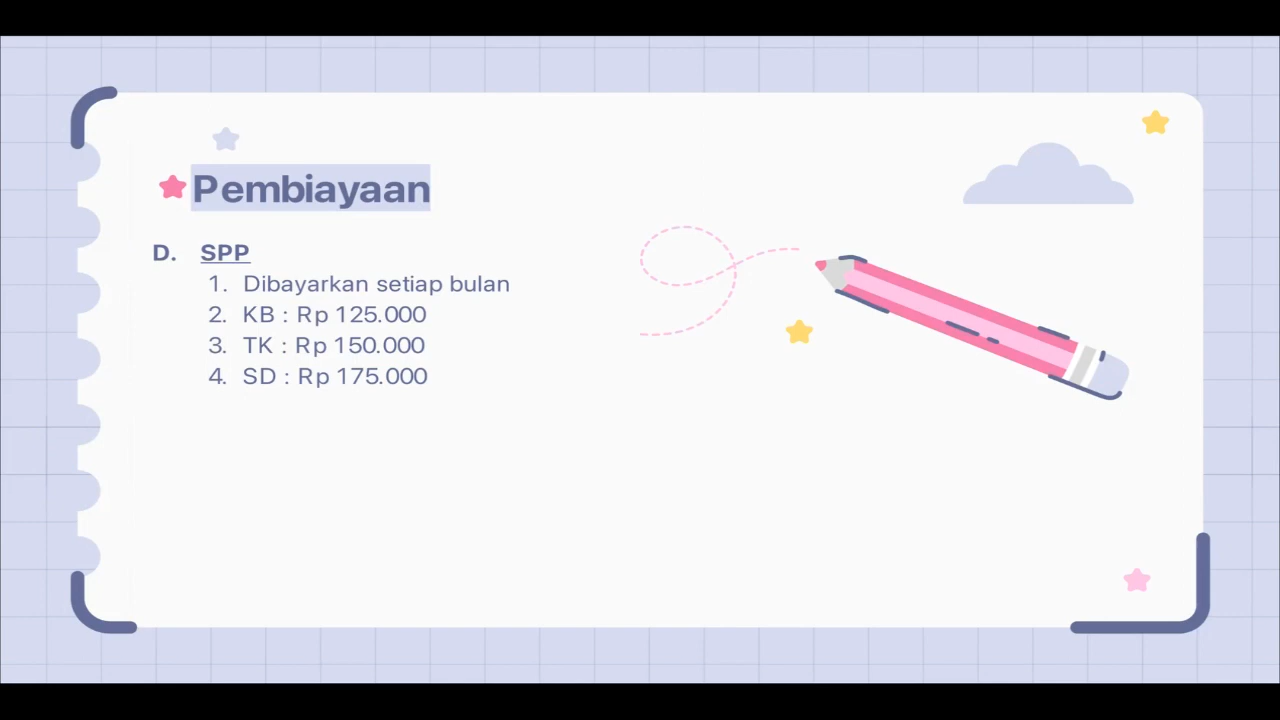 Pembiayaan
D. SPP
1. Dibayarkan setiap bulan
2. KB : Rp 125.000
3. TK : Rp 150.000
4. SD : Rp 175.000